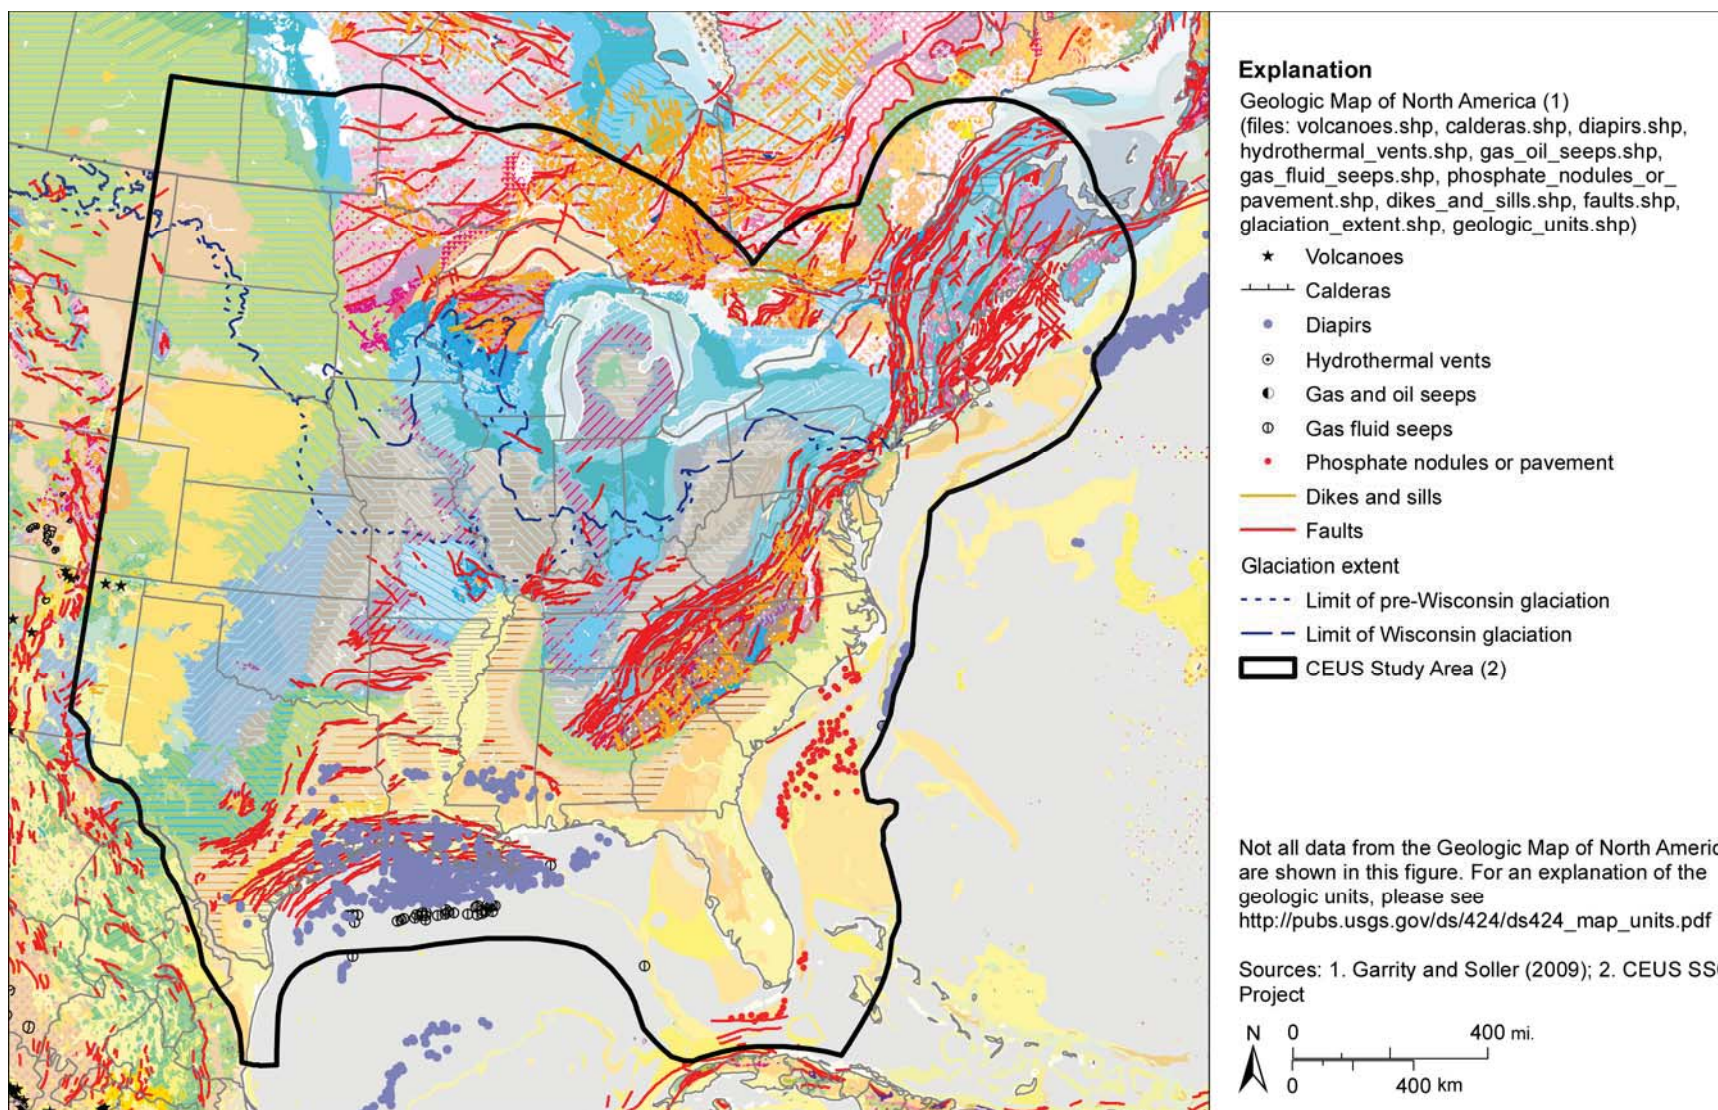 Explanation
Geologic Map of North America (1)
(files: volcanoes.shp, calderas.shp, diapirs.shp,
hydrothermal_vents.shp, gas_oil_seeps.shp,
gas_fluid_seeps.shp, phosphate_nodules_or_
pavement.shp, dikes_and_sills.shp, faults.shp,
glaciation_extent.shp, geologic_units.shp)
Volcanoes
Calderas
Diapirs
Hydrothermal vents
Gas and oil seeps
Gas fluid seeps
Phosphate nodules or pavement
Dikes and sills
Faults
Glaciation extent
Limit of pre-Wisconsin glaciation
Limit of Wisconsin glaciation
CEUS Study Area (2)
Not all data from the Geologic Map of North Americ
are shown in this figure. For an explanation of the
geologic units, please see
http://pubs.usgs.gov/ds/424/ds424_map_units.pdf
Sources: 1. Garrity and Soller (2009); 2. CEUS SS
Project
N 0 400 mi.
0 400 km